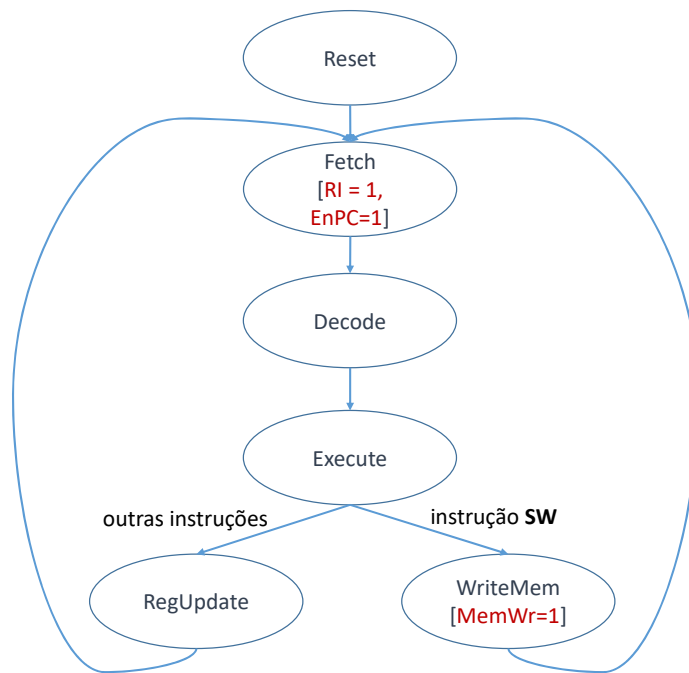 Reset
Fetch
[RI = 1,
EnPC=1]
Decode
Execute
outras instruções
instrução SW
RegUpdate
WriteMem
[MemWr=1]